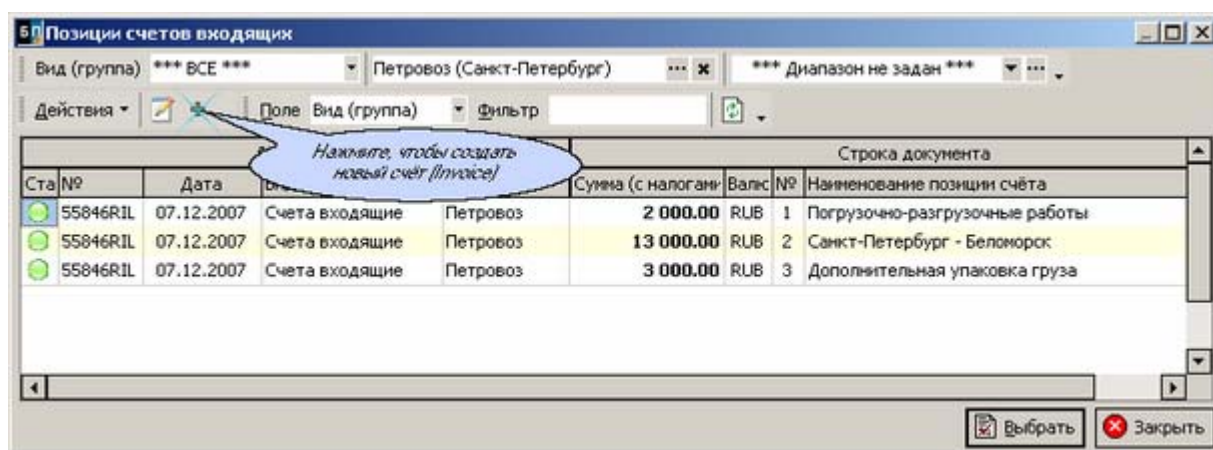 БП Позиции счетов входящих
Вид (группа) *** ВСЕ *** Петровоз (Санкт-Петербург) *** Диапазон не задан ***
Действия Поле Вид (группа) Фильтр
Нажмите, чтобы создать
новый счёт (Invoice)
Строка документа
Ста № Дата Сумма (с налогами Валю № Наименование позиции счёта
55846RIL 07.12.2007 Счета входящие Петровоз 2 000.00 RUB 1 Погрузочно-разгрузочные работы
55846RIL 07.12.2007 Счета входящие Петровоз 13 000.00 RUB 2 Санкт-Петербург - Беломорск
55846RIL 07.12.2007 Счета входящие Петровоз 3 000.00 RUB 3 Дополнительная упаковка груза
Выбрать Закрыть